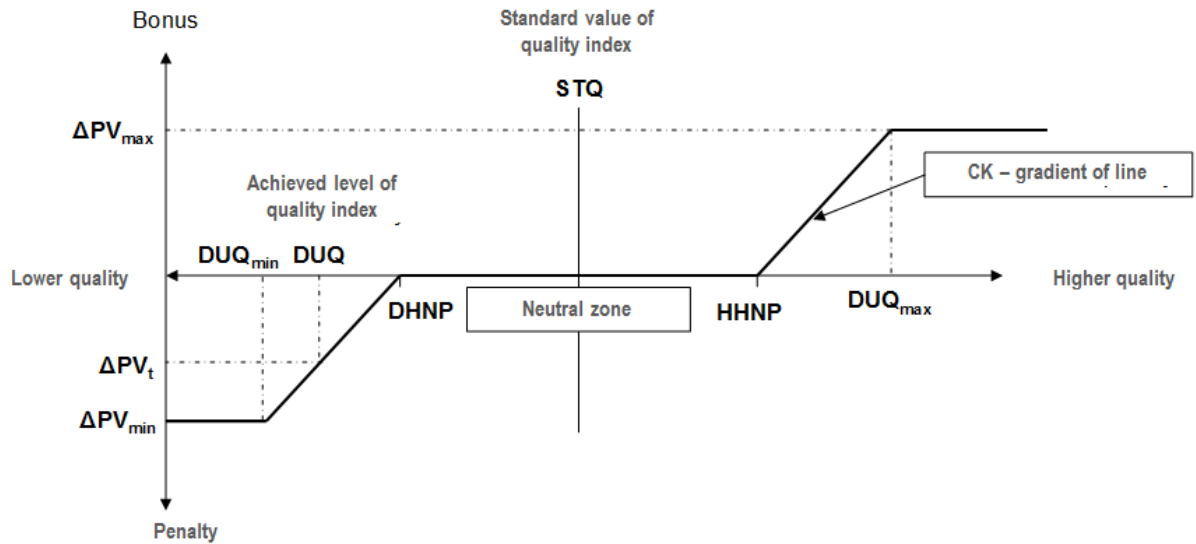 Bonus
Standard value of
quality index
STQ
ΔPVmax
CK – gradient of line
Achieved level of
quality index
DUQmin
DUQ
Lower quality
Higher quality
DHNP
Neutral zone
HHNP
DUQmax
ΔPVt
ΔPVmin
Penalty